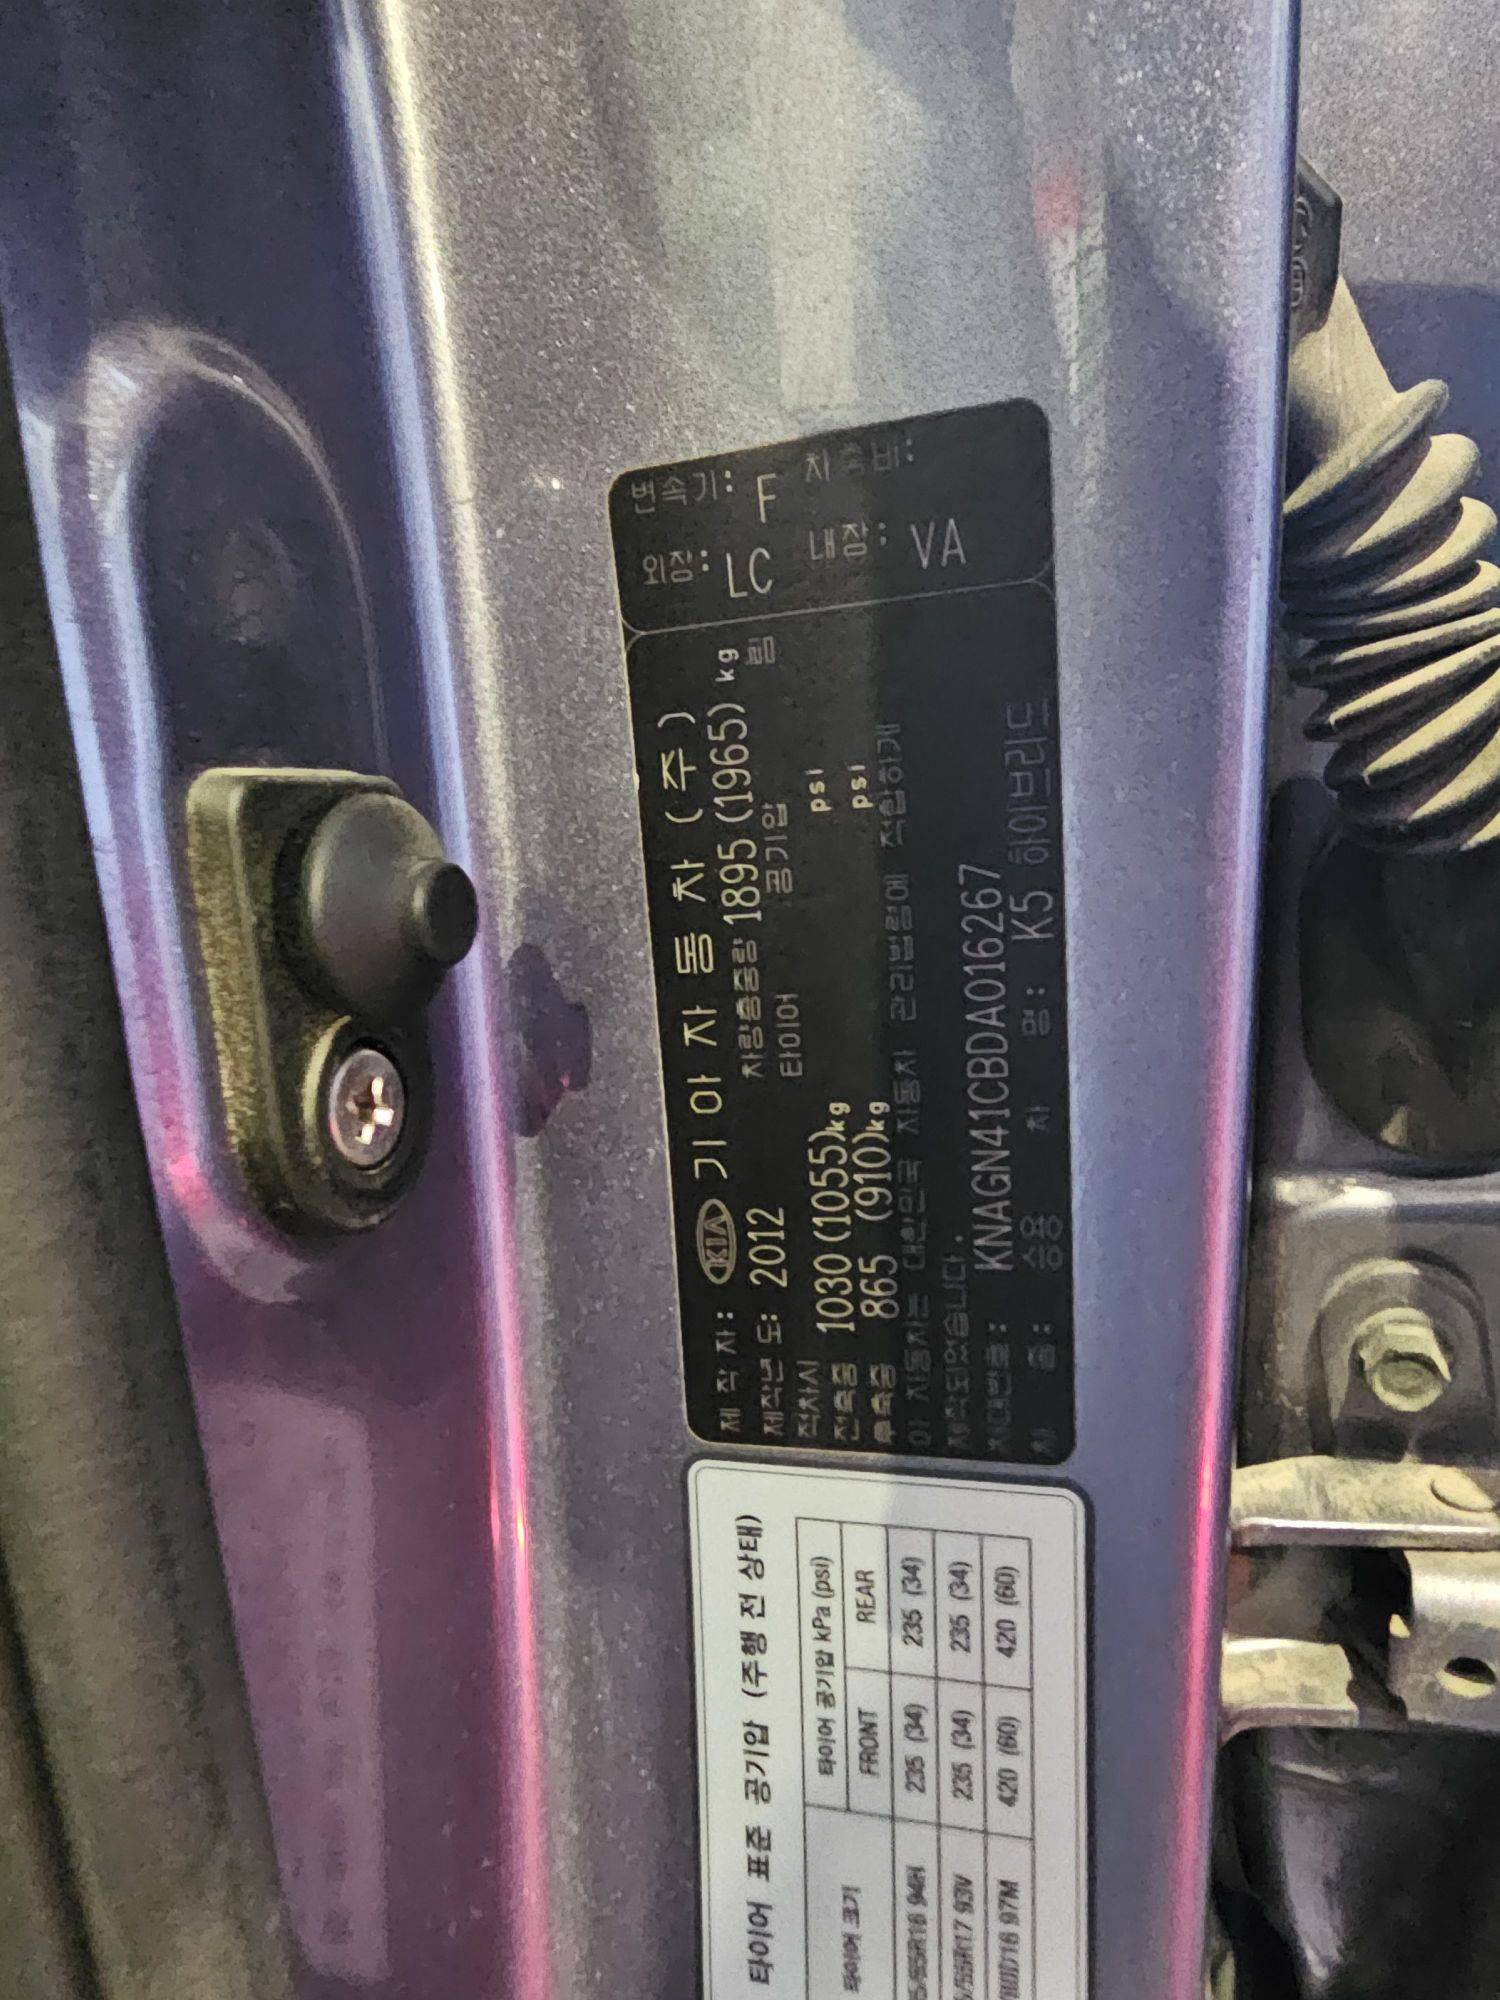 제 작 자 : KIA 기 아 자 동 차 ( 주 )
제작년 도: 2012 차량총중량 1895 (1965) kg
적차시 타이어 공기압 림
전축중 1030 (1055)kg psi
후축중 865 (910)kg psi
이 자동차는 대한민국 자동차 관리법령에 적합하게
제작되었습니다.
차대번호: KNAGN41CBDA016267
차 종: 승용 차 명: K5 하이브리드
변속기: F 차축비:
외장: LC 내장: VA
타이어 표준 공기압 (주행 전 상태)
타이어 크기 타이어 공기압 kPa (psi)
FRONT REAR
16 94H 235 (34) 235 (34)
/55R17 93V 235 (34) 235 (34)
D16 97M 420 (60) 420 (60)